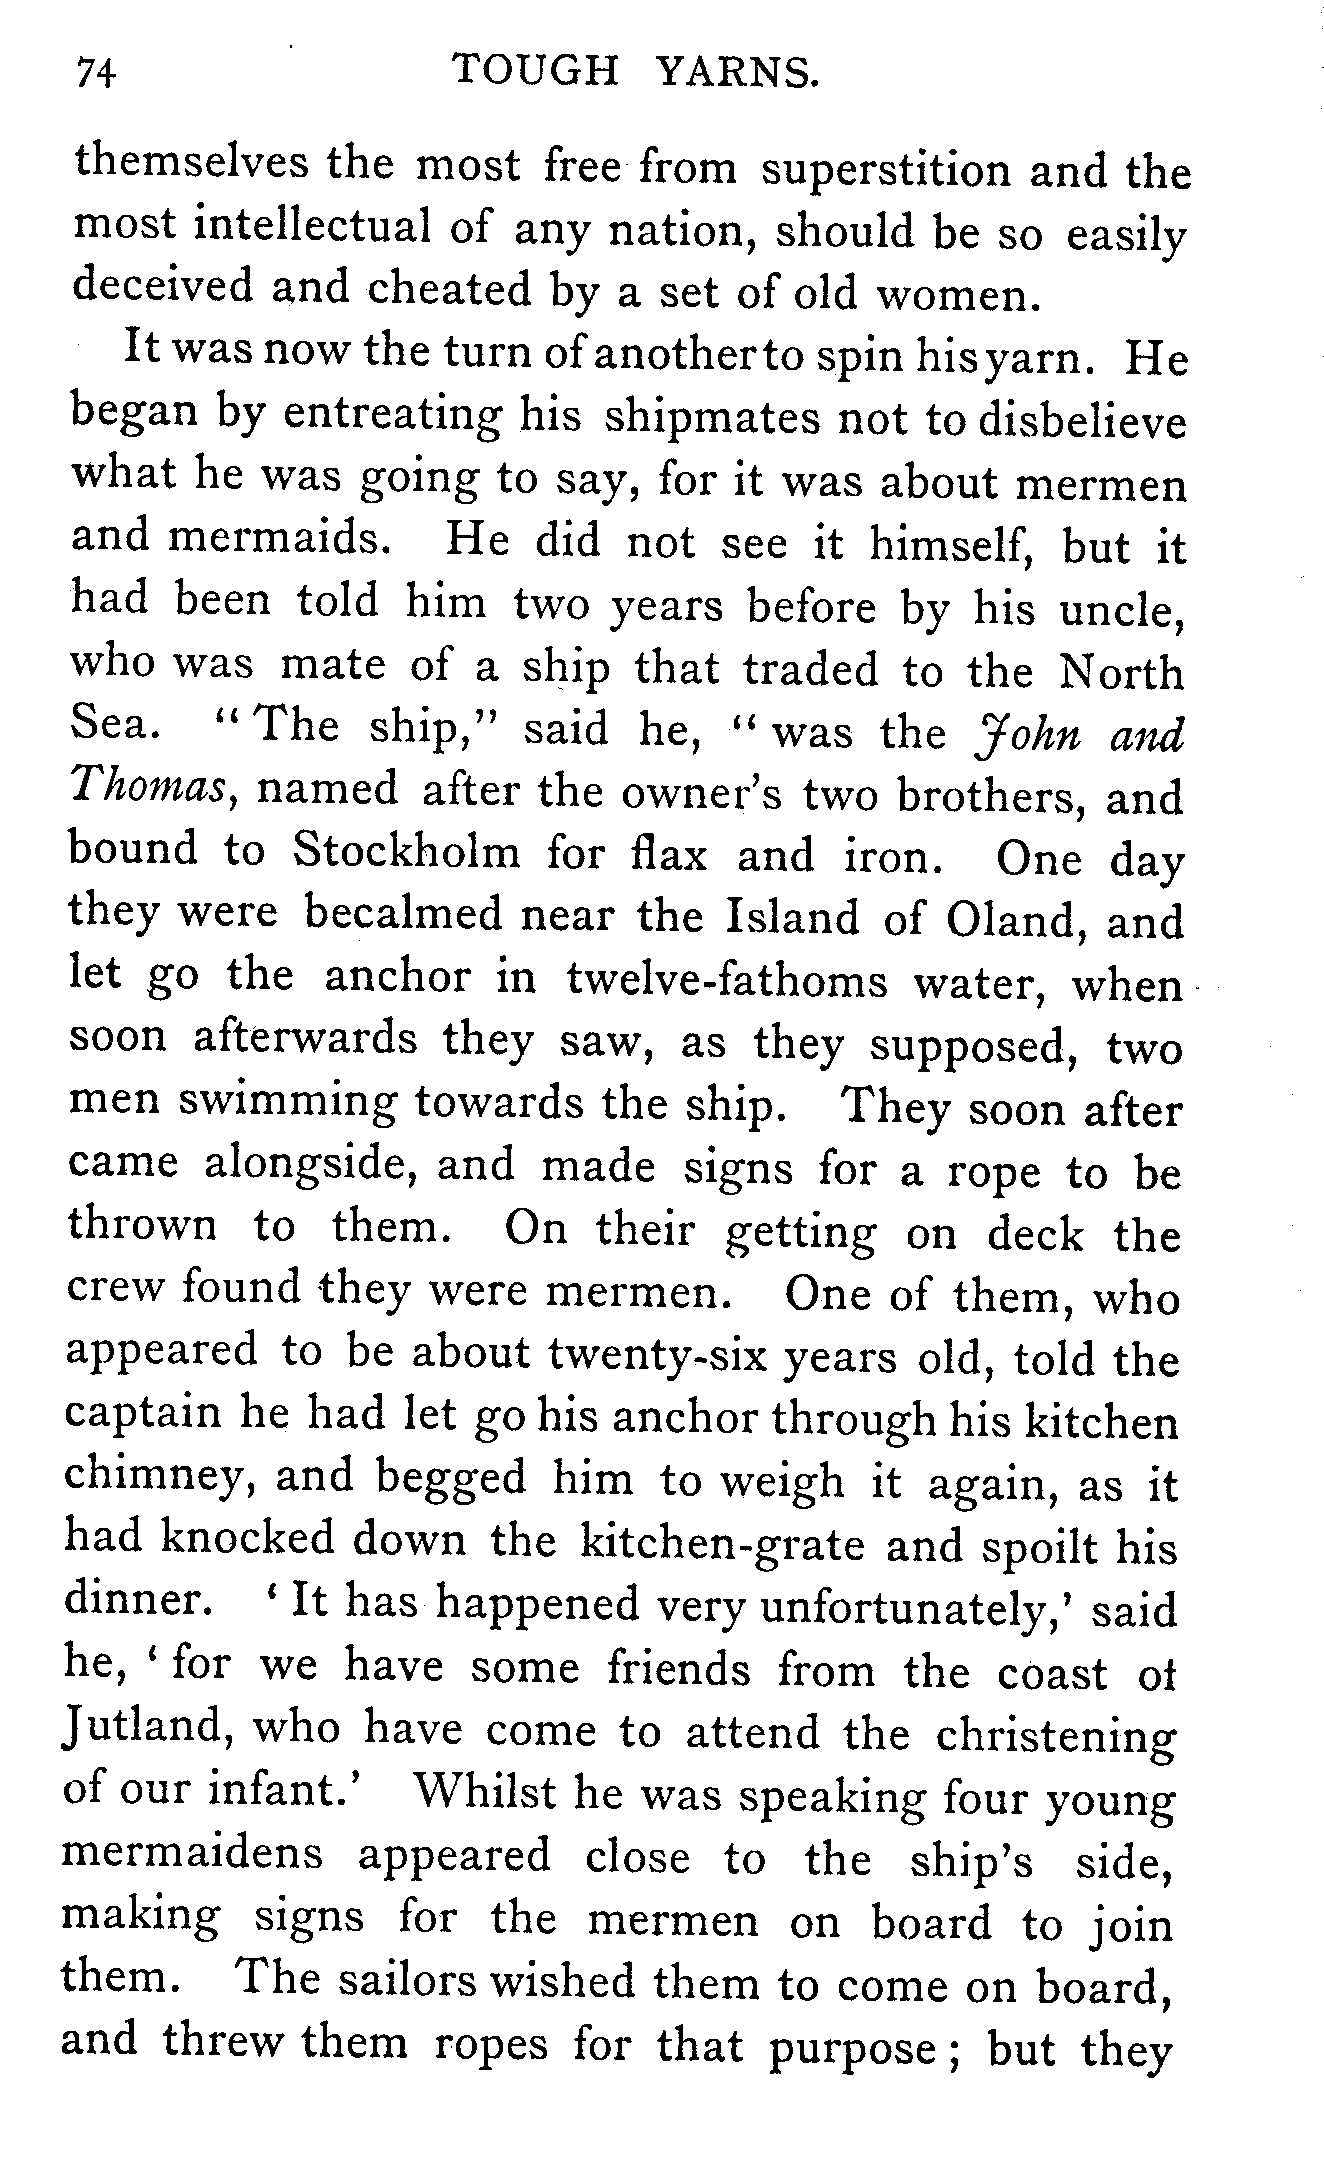 74 TOUGH YARNS.
themselves the most free from superstition and the
most intellectual of any nation, should be so easily
deceived and cheated by a set of old women.
It was now the turn of another to spin his yarn. He
began by entreating his shipmates not to disbelieve
what he was going to say, for it was about mermen
and mermaids. He did not see it himself, but it
had been told him two years before by his uncle,
who was mate of a ship that traded to the North
Sea. “ The ship,” said he, “ was the John and
Thomas, named after the owner’s two brothers, and
bound to Stockholm for flax and iron. One day
they were becalmed near the Island of Oland, and
let go the anchor in twelve-fathoms water, when
soon afterwards they saw, as they supposed, two
men swimming towards the ship. They soon after
came alongside, and made signs for a rope to be
thrown to them. On their getting on deck the
crew found they were mermen. One of them, who
appeared to be about twenty-six years old, told the
captain he had let go his anchor through his kitchen
chimney, and begged him to weigh it again, as it
had knocked down the kitchen-grate and spoilt his
dinner. ‘ It has happened very unfortunately,’ said
he, ‘ for we have some friends from the coast of
Jutland, who have come to attend the christening
of our infant.’ Whilst he was speaking four young
mermaidens appeared close to the ship’s side,
making signs for the mermen on board to join
them. The sailors wished them to come on board,
and threw them ropes for that purpose ; but they